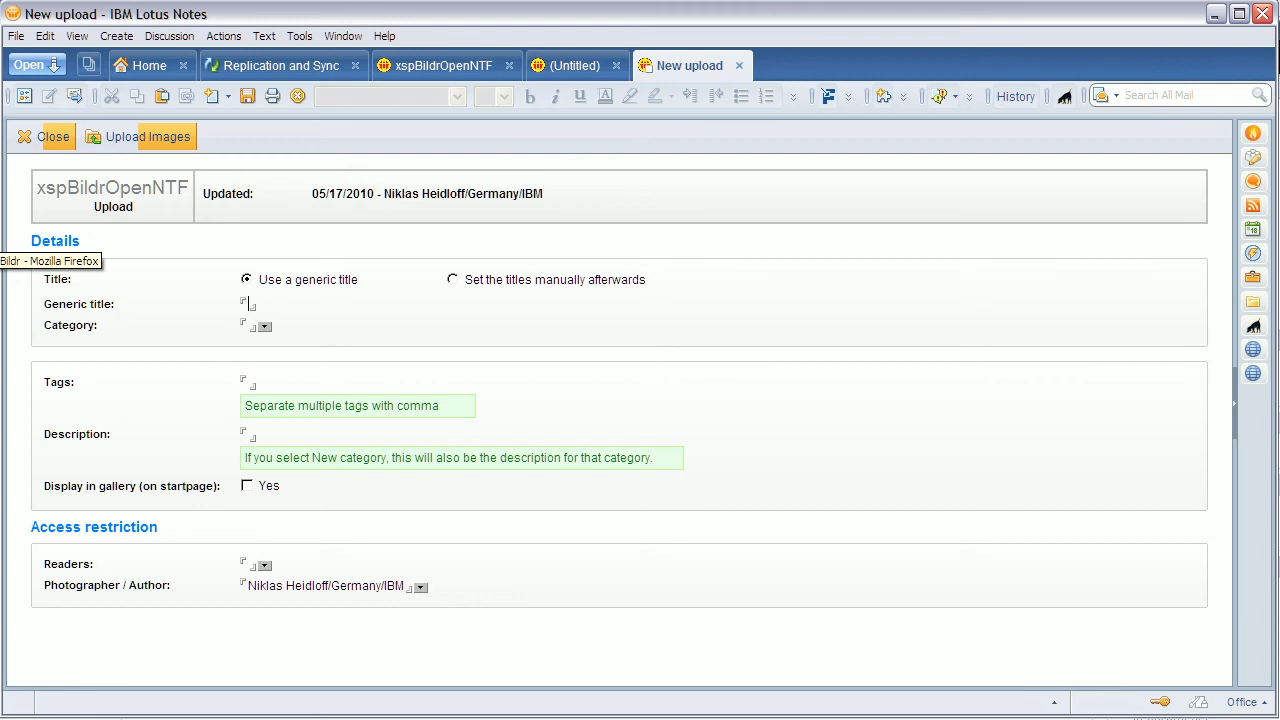 New upload - IBM Lotus Notes
File Edit View Create Discussion Actions Text Tools Window Help
Open Home Replication and Sync xspBildrOpenNTF (Untitled) New upload
b i U A History Search All Mail
Close Upload Images
xspBildrOpenNTF
Upload
Updated: 05/17/2010 - Niklas Heidloff/Germany/IBM
Details
Bildr - Mozilla Firefox
Title: Use a generic title Set the titles manually afterwards
Generic title:
Category:
Tags:
Separate multiple tags with comma
Description:
If you select New category, this will also be the description for that category.
Display in gallery (on startpage): Yes
Access restriction
Readers:
Photographer / Author: Niklas Heidloff/Germany/IBM
Office